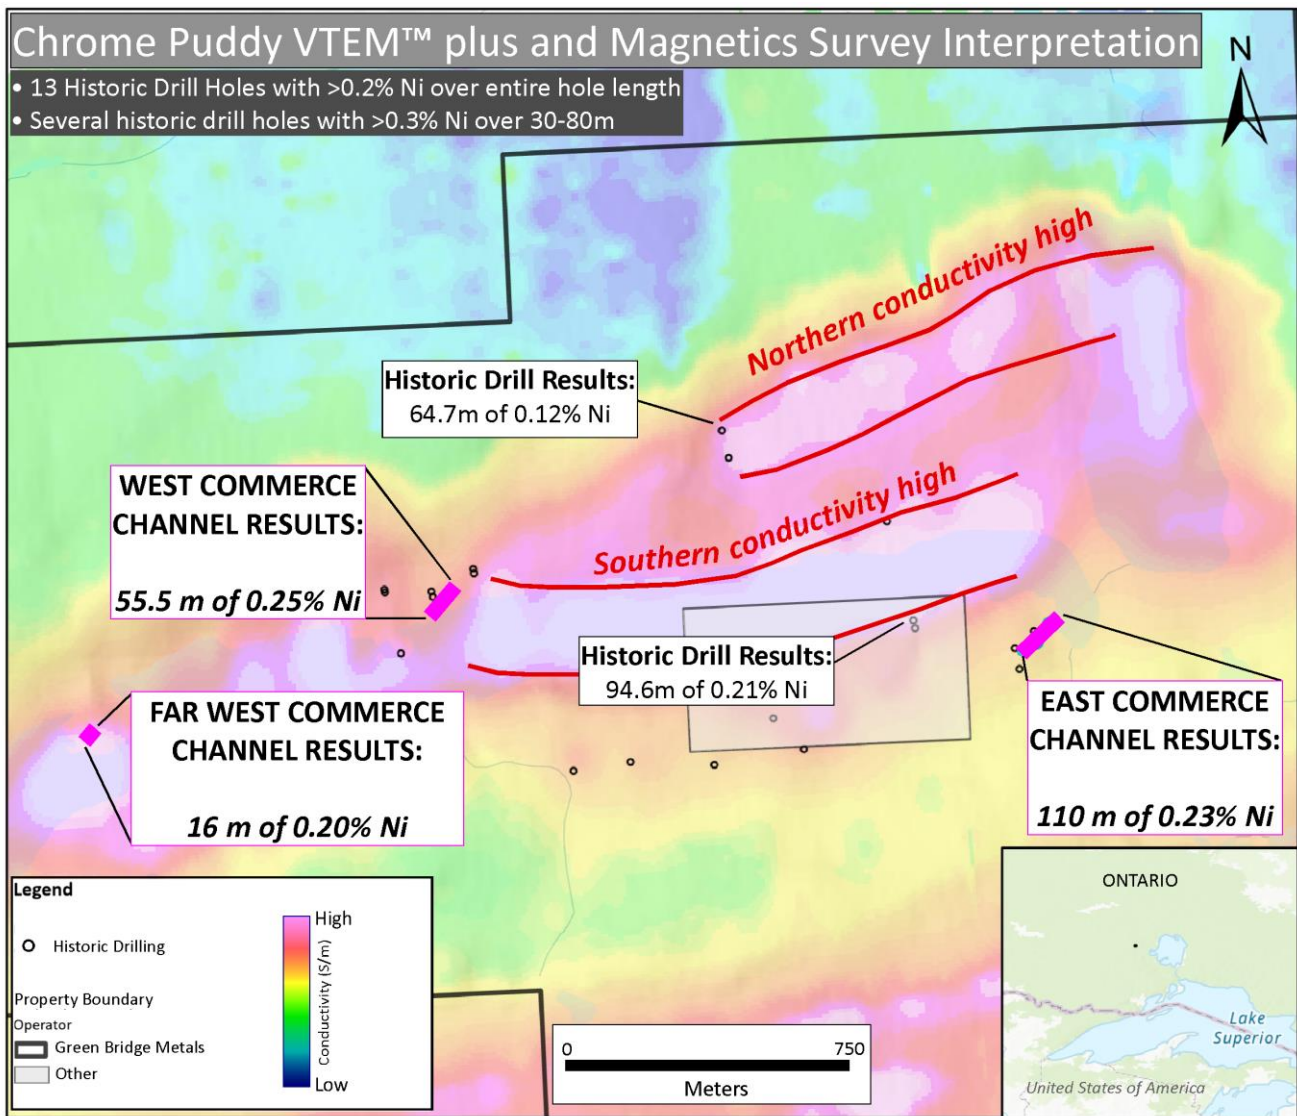 Chrome Puddy VTEM™ plus and Magnetics Survey Interpretation
• 13 Historic Drill Holes with >0.2% Ni over entire hole length
• Several historic drill holes with >0.3% Ni over 30-80m
N
Northern conductivity high
Historic Drill Results:
64.7m of 0.12% Ni
WEST COMMERCE
CHANNEL RESULTS:
55.5 m of 0.25% Ni
Southern conductivity high
Historic Drill Results:
94.6m of 0.21% Ni
FAR WEST COMMERCE
CHANNEL RESULTS:
16 m of 0.20% Ni
EAST COMMERCE
CHANNEL RESULTS:
110 m of 0.23% Ni
Legend
Historic Drilling
Property Boundary
Operator
Green Bridge Metals
Other
High
Conductivity (S/m)
Low
0 750
Meters
ONTARIO
Lake
Superior
United States of America